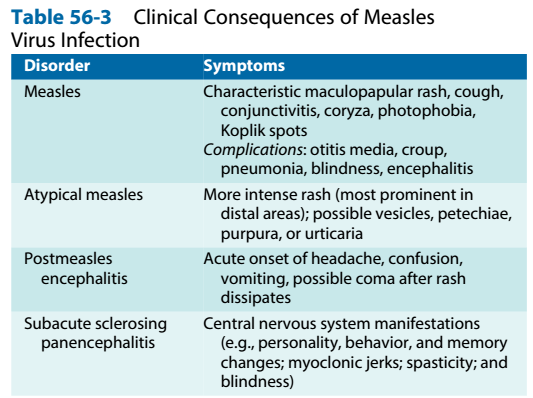 Table 56-3 Clinical Consequences of Measles
Virus Infection
Disorder Symptoms
Measles Characteristic maculopapular rash, cough,
conjunctivitis, coryza, photophobia,
Koplik spots
Complications: otitis media, croup,
pneumonia, blindness, encephalitis
Atypical measles More intense rash (most prominent in
distal areas); possible vesicles, petechiae,
purpura, or urticaria
Postmeasles Acute onset of headache, confusion,
encephalitis vomiting, possible coma after rash
dissipates
Subacute sclerosing Central nervous system manifestations
panencephalitis (e.g., personality, behavior, and memory
changes; myoclonic jerks; spasticity; and
blindness)